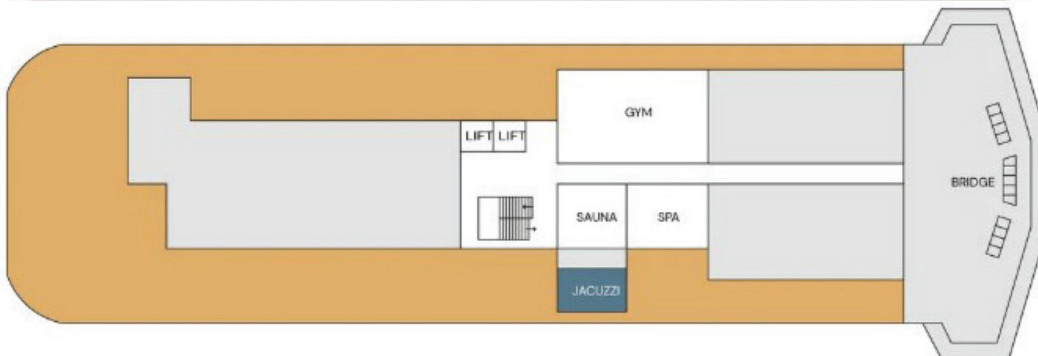 GYM
LIFT LIFT
BRIDGE
SAUNA SPA
JACUZZI